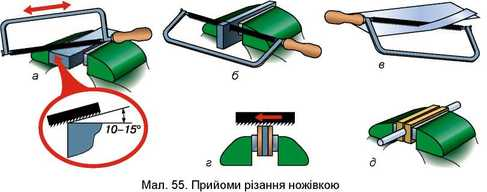 а
б
в
10–15°
г
д
Мал. 55. Прийоми різання ножівкою